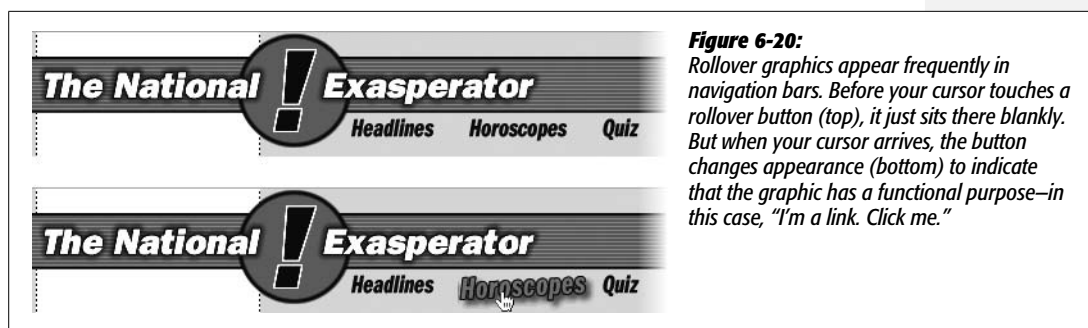 The National ! Exasperator
Headlines Horoscopes Quiz
The National ! Exasperator
Headlines Horoscopes Quiz
Figure 6-20:
Rollover graphics appear frequently in
navigation bars. Before your cursor touches a
rollover button (top), it just sits there blankly.
But when your cursor arrives, the button
changes appearance (bottom) to indicate
that the graphic has a functional purpose—in
this case, “I’m a link. Click me.”